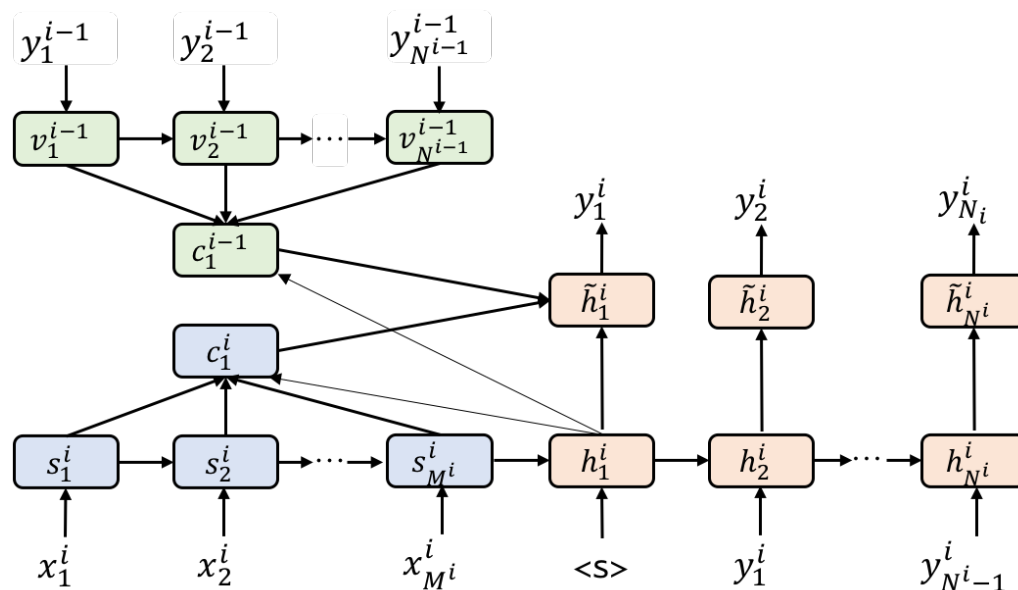 y_1^{i-1} y_2^{i-1} y_{N^{i-1}}^{i-1}
v_1^{i-1} v_2^{i-1} ··· v_{N^{i-1}}^{i-1}
y_1^i y_2^i y_{N_i}^i
c_1^{i-1}
h̃_1^i h̃_2^i h̃_{N^i}^i
c_1^i
s_1^i s_2^i ··· s_{M^i}^i h_1^i h_2^i ··· h_{N^i}^i
x_1^i x_2^i x_{M^i}^i <s> y_1^i y_{N^i-1}^i